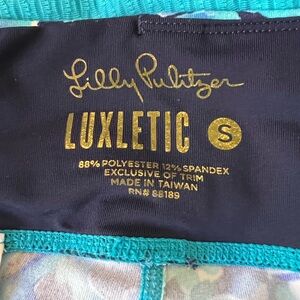 Lilly Pulitzer
LUXLETIC S
88% POLYESTER 12% SPANDEX
EXCLUSIVE OF TRIM
MADE IN TAIWAN
RN# 88189